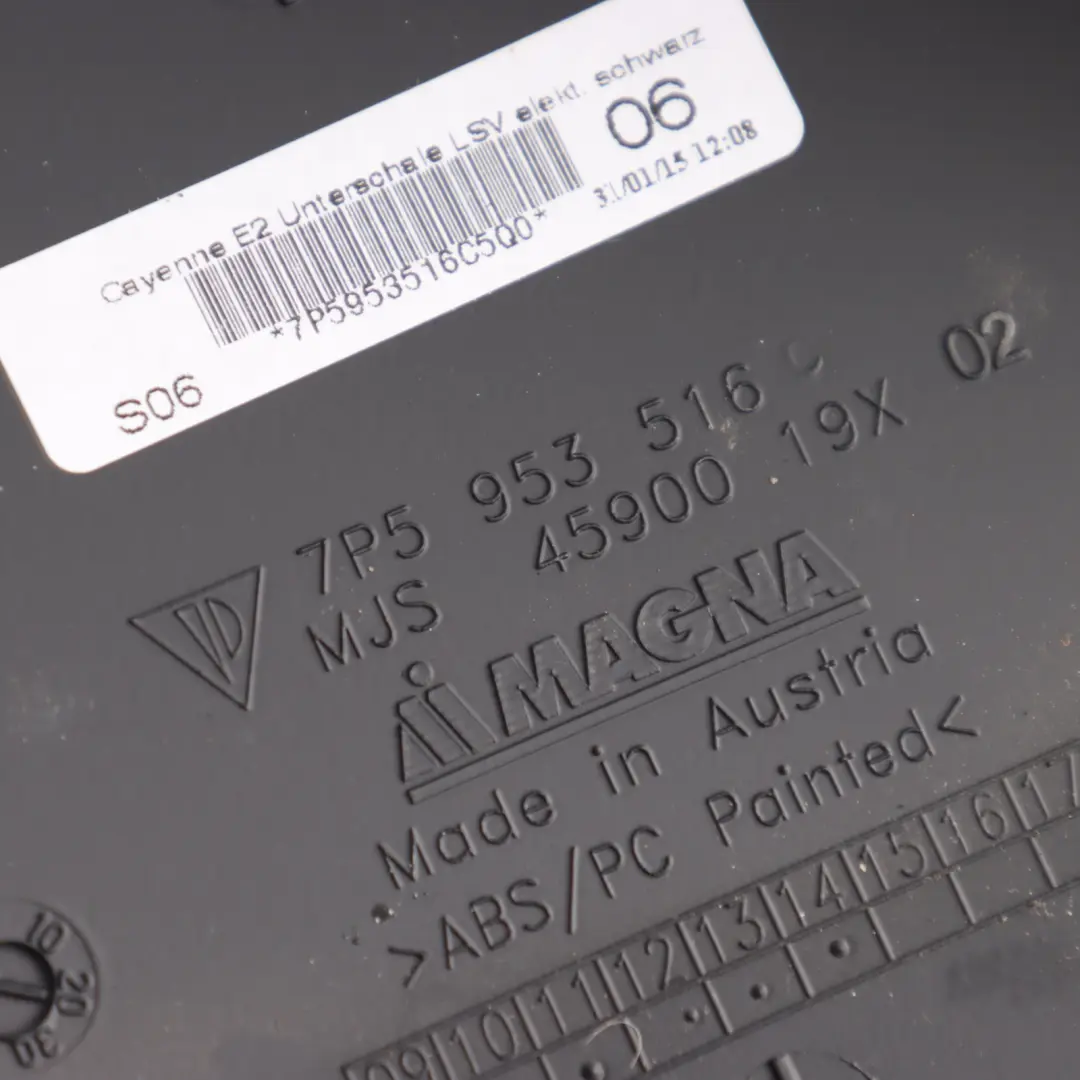 Cayenne E2 Unterschale LSV elekt. schwarz
06
*7P5953516C5Q0*
31/01/15 12:08
S06
7P5 953 516 C
MJS 45900 19X 02
MAGNA
Made in Austria
>ABS/PC Painted<
09 10 11 12 13 14 15 16 17
10
20
30